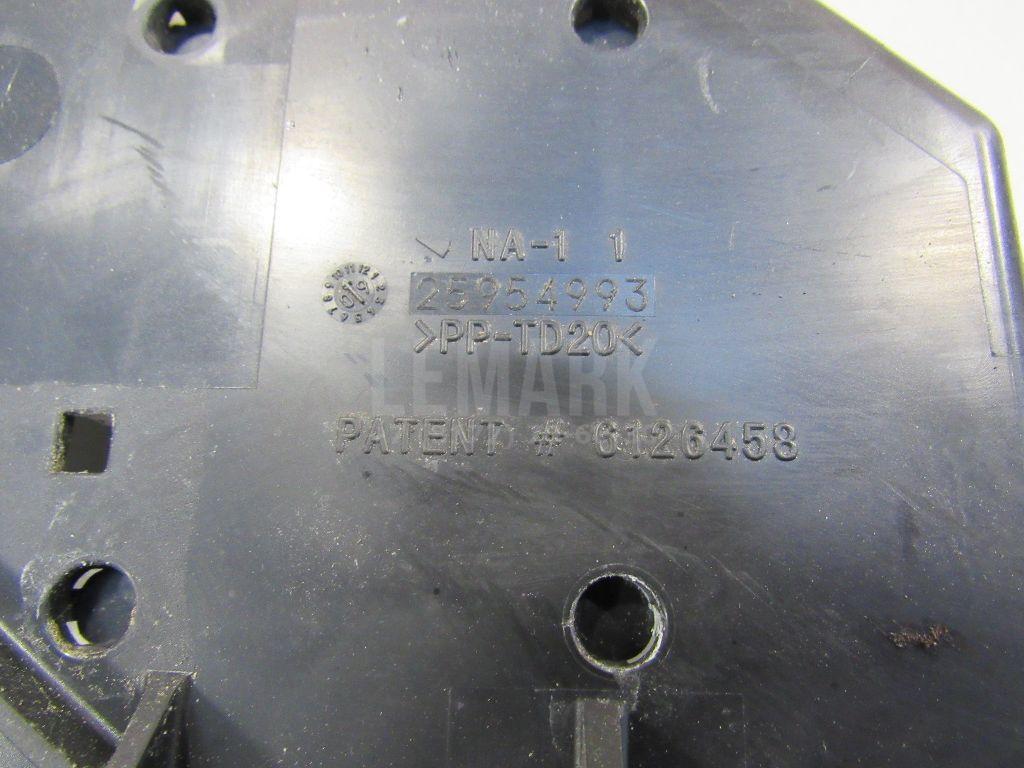 NA-1 1
25954993
>PP-TD20<
LEMARK
PATENT # 6126458